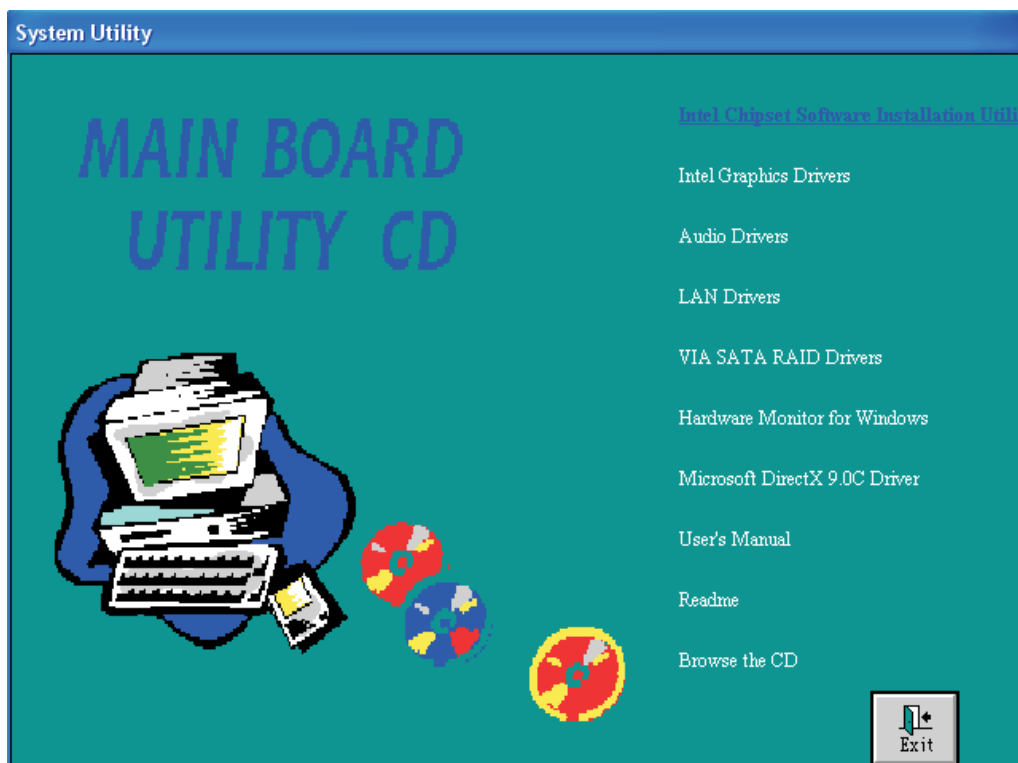 System Utility
MAIN BOARD
UTILITY CD
Intel Chipset Software Installation
Intel Graphics Drivers
Audio Drivers
LAN Drivers
VIA SATA RAID Drivers
Hardware Monitor for Windows
Microsoft DirectX 9.0C Driver
User's Manual
Readme
Browse the CD
Exit